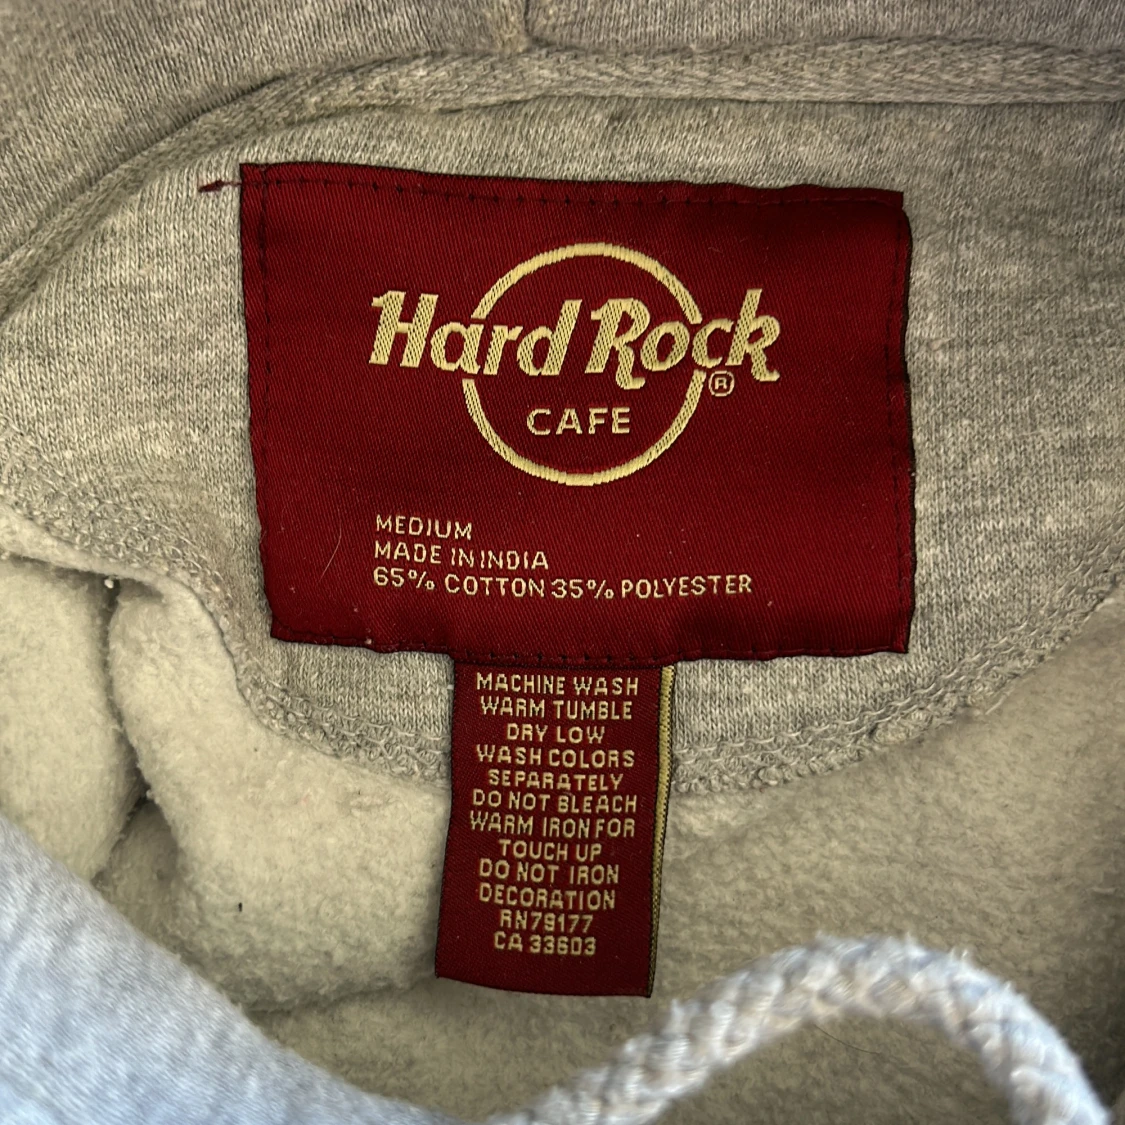 Hard Rock
®
CAFE
MEDIUM
MADE IN INDIA
65% COTTON 35% POLYESTER
MACHINE WASH
WARM TUMBLE
DRY LOW
WASH COLORS
SEPARATELY
DO NOT BLEACH
WARM IRON FOR
TOUCH UP
DO NOT IRON
DECORATION
RN79177
CA 33603